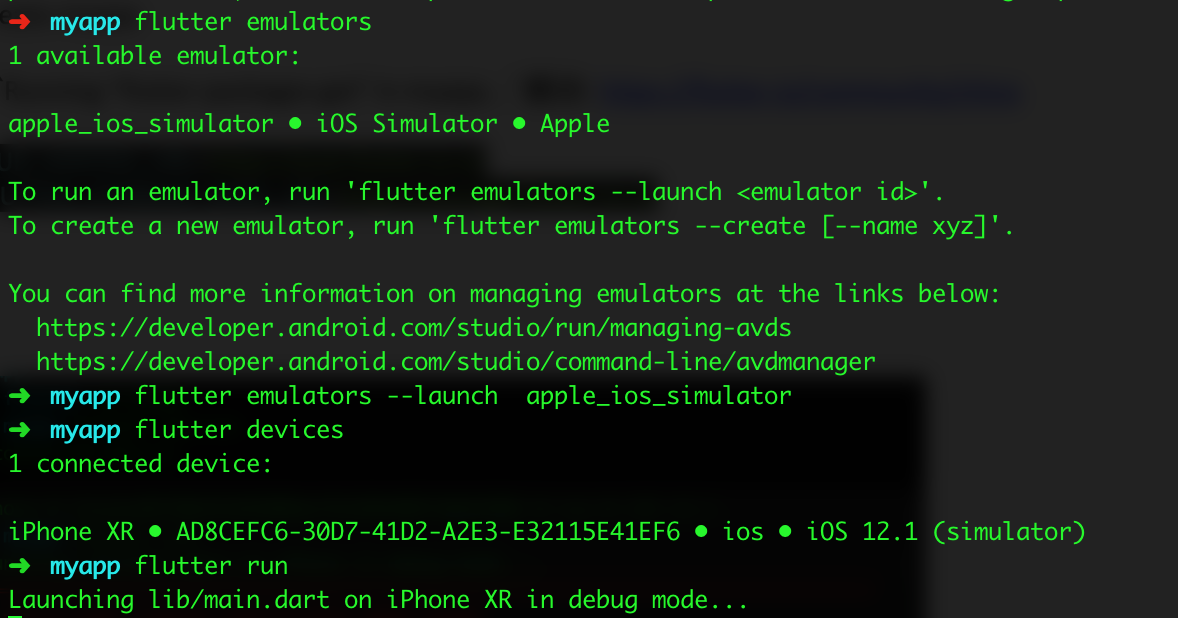 ➜ myapp flutter emulators
1 available emulator:
apple_ios_simulator • iOS Simulator • Apple
To run an emulator, run 'flutter emulators --launch <emulator id>'.
To create a new emulator, run 'flutter emulators --create [--name xyz]'.
You can find more information on managing emulators at the links below:
https://developer.android.com/studio/run/managing-avds
https://developer.android.com/studio/command-line/avdmanager
➜ myapp flutter emulators --launch  apple_ios_simulator
➜ myapp flutter devices
1 connected device:
iPhone XR • AD8CEFC6-30D7-41D2-A2E3-E32115E41EF6 • ios • iOS 12.1 (simulator)
➜ myapp flutter run
Launching lib/main.dart on iPhone XR in debug mode...